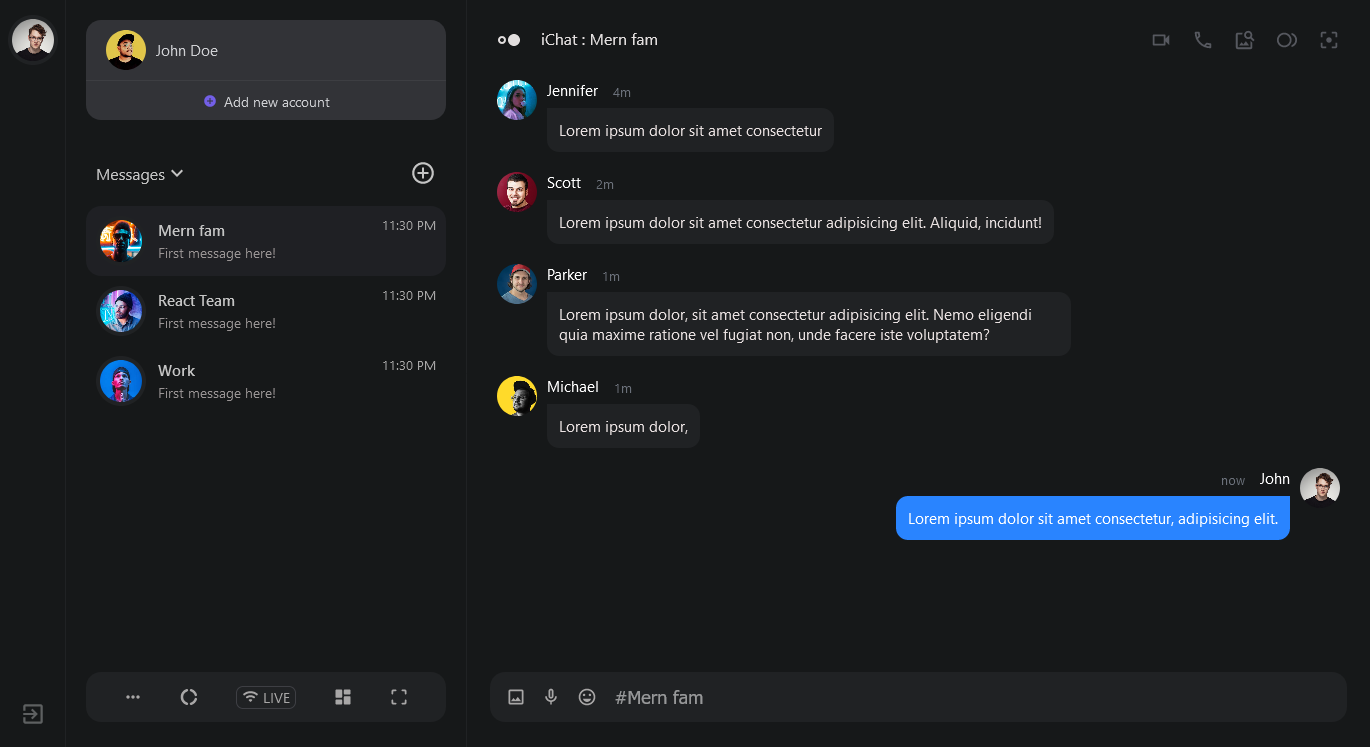 John Doe
Add new account
Messages
Mern fam
11:30 PM
First message here!
React Team
11:30 PM
First message here!
Work
11:30 PM
First message here!
LIVE
iChat : Mern fam
Jennifer 4m
Lorem ipsum dolor sit amet consectetur
Scott 2m
Lorem ipsum dolor sit amet consectetur adipisicing elit. Aliquid, incidunt!
Parker 1m
Lorem ipsum dolor, sit amet consectetur adipisicing elit. Nemo eligendi
quia maxime ratione vel fugiat non, unde facere iste voluptatem?
Michael 1m
Lorem ipsum dolor,
now John
Lorem ipsum dolor sit amet consectetur, adipisicing elit.
#Mern fam